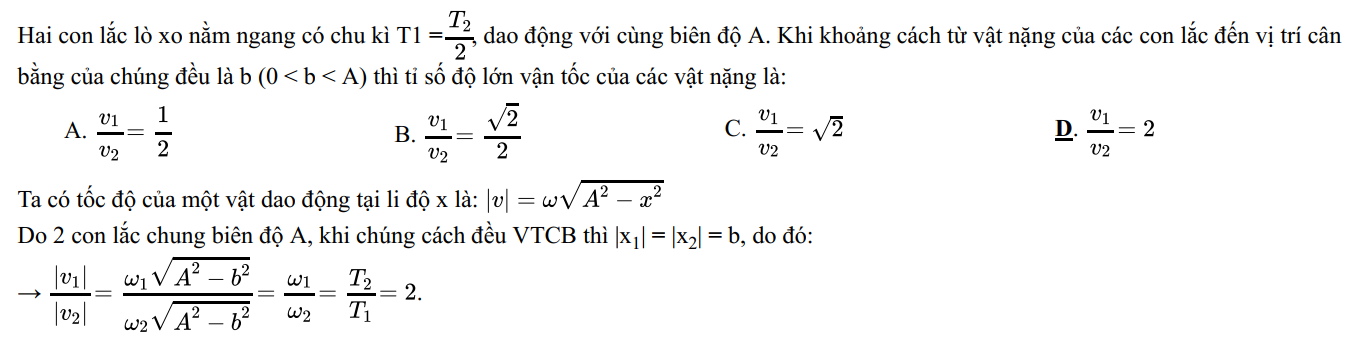 Hai con lắc lò xo nằm ngang có chu kì T1 = $\frac{T_2}{2}$, dao động với cùng biên độ A. Khi khoảng cách từ vật nặng của các con lắc đến vị trí cân
bằng của chúng đều là b (0 < b < A) thì tỉ số độ lớn vận tốc của các vật nặng là:
A. $\frac{v_1}{v_2} = \frac{1}{2}$ B. $\frac{v_1}{v_2} = \frac{\sqrt{2}}{2}$ C. $\frac{v_1}{v_2} = \sqrt{2}$ D. $\frac{v_1}{v_2} = 2$
Ta có tốc độ của một vật dao động tại li độ x là: $|v| = \omega\sqrt{A^2 - x^2}$
Do 2 con lắc chung biên độ A, khi chúng cách đều VTCB thì |x₁| = |x₂| = b, do đó:
$\rightarrow \frac{|v_1|}{|v_2|} = \frac{\omega_1\sqrt{A^2 - b^2}}{\omega_2\sqrt{A^2 - b^2}} = \frac{\omega_1}{\omega_2} = \frac{T_2}{T_1} = 2.$